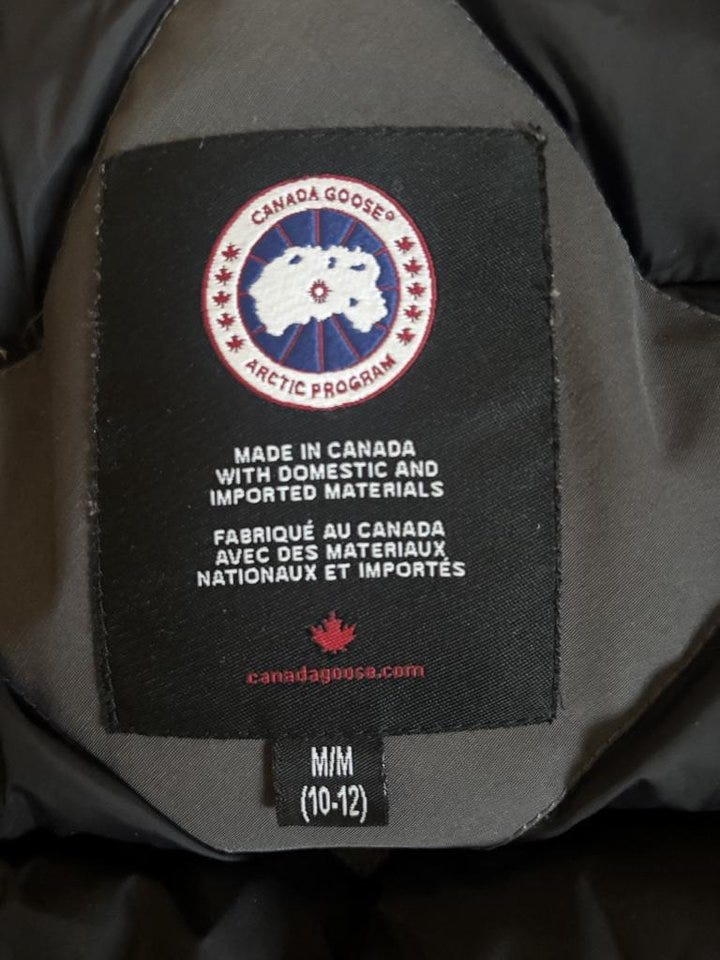 CANADA GOOSE®
ARCTIC PROGRAM
MADE IN CANADA
WITH DOMESTIC AND
IMPORTED MATERIALS
FABRIQUÉ AU CANADA
AVEC DES MATERIAUX
NATIONAUX ET IMPORTÉS
canadagoose.com
M/M
(10-12)